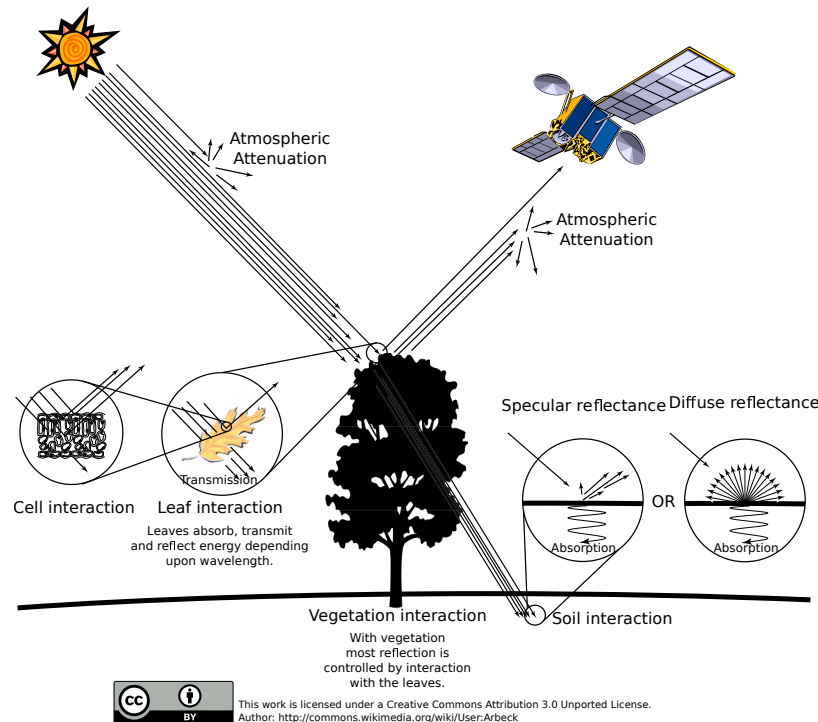 Atmospheric
Attenuation
Atmospheric
Attenuation
Specular reflectance
Diffuse reflectance
Transmission
Cell interaction
Leaf interaction
Leaves absorb, transmit
and reflect energy depending
upon wavelength.
OR
Absorption
Absorption
Vegetation interaction
Soil interaction
With vegetation
most reflection is
controlled by interaction
with the leaves.
cc
BY
This work is licensed under a Creative Commons Attribution 3.0 Unported License.
Author: http://commons.wikimedia.org/wiki/User:Arbeck